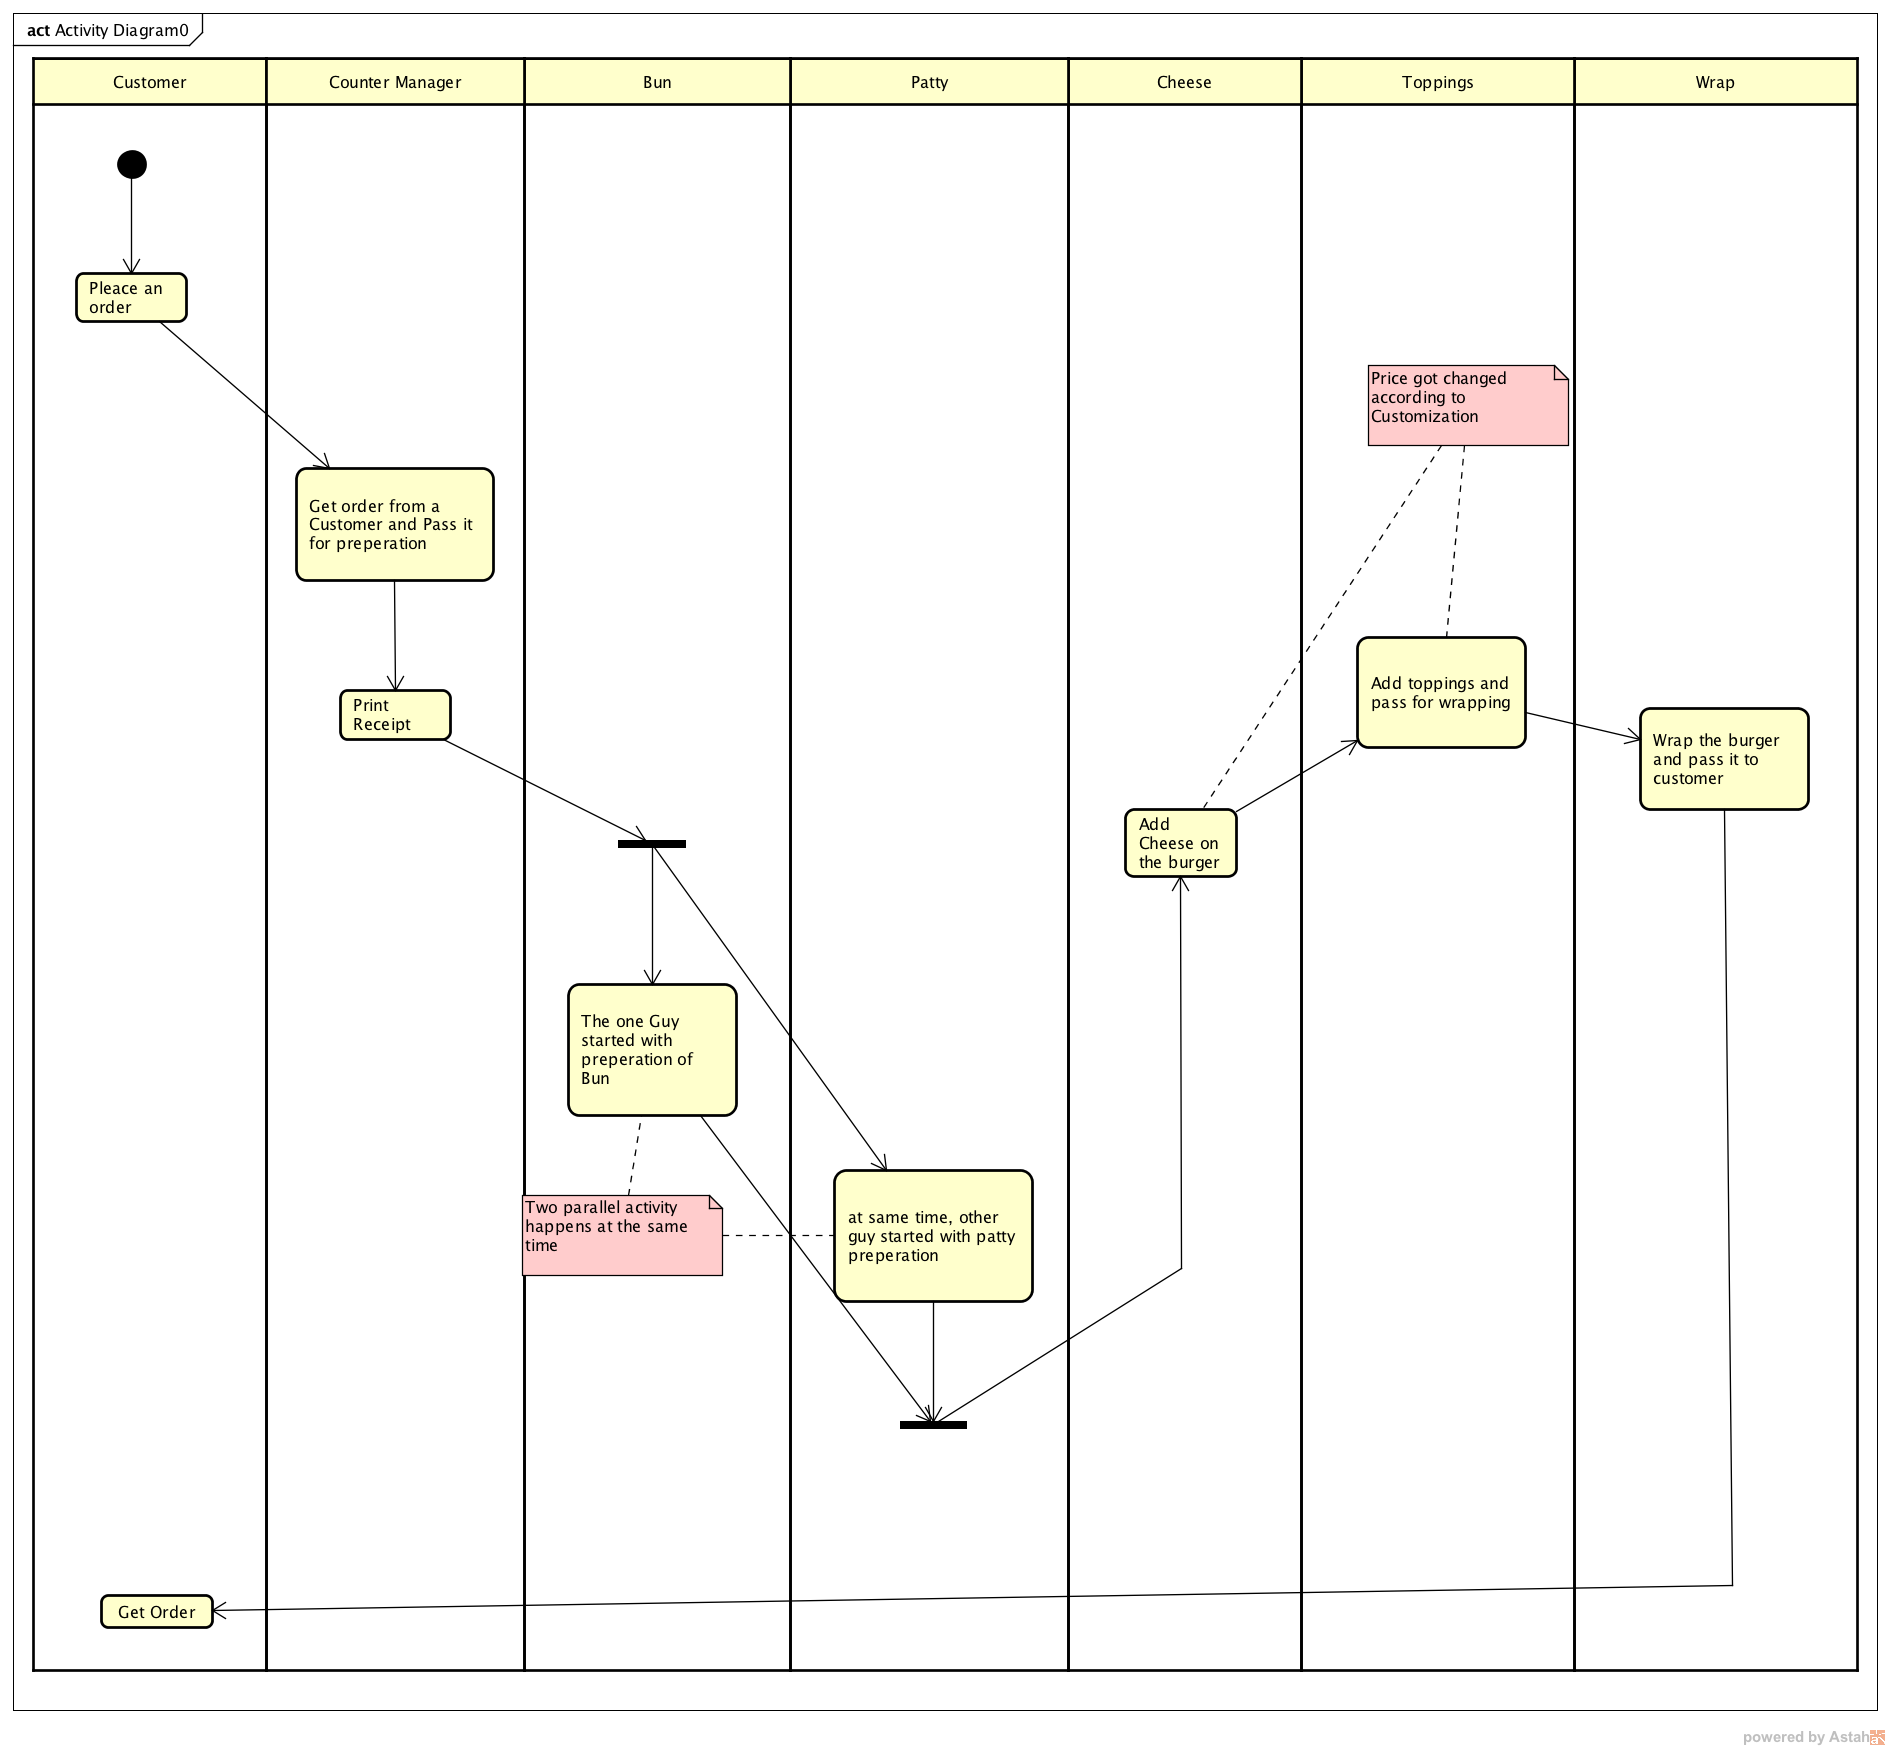 act Activity Diagram0
Customer
Counter Manager
Bun
Patty
Cheese
Toppings
Wrap
Pleace an
order
Price got changed
according to
Customization
Get order from a
Customer and Pass it
for preperation
Print
Receipt
Add toppings and
pass for wrapping
Wrap the burger
and pass it to
customer
Add
Cheese on
the burger
The one Guy
started with
preperation of
Bun
Two parallel activity
happens at the same
time
at same time, other
guy started with patty
preperation
Get Order
powered by Astah